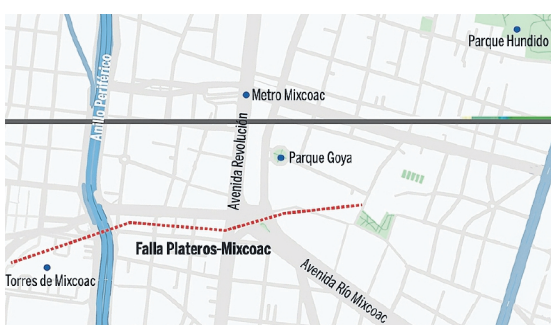 Parque Hundido
Anillo Periférico
Metro Mixcoac
Avenida Revolución
Parque Goya
Falla Plateros-Mixcoac
Torres de Mixcoac
Avenida Río Mixcoac